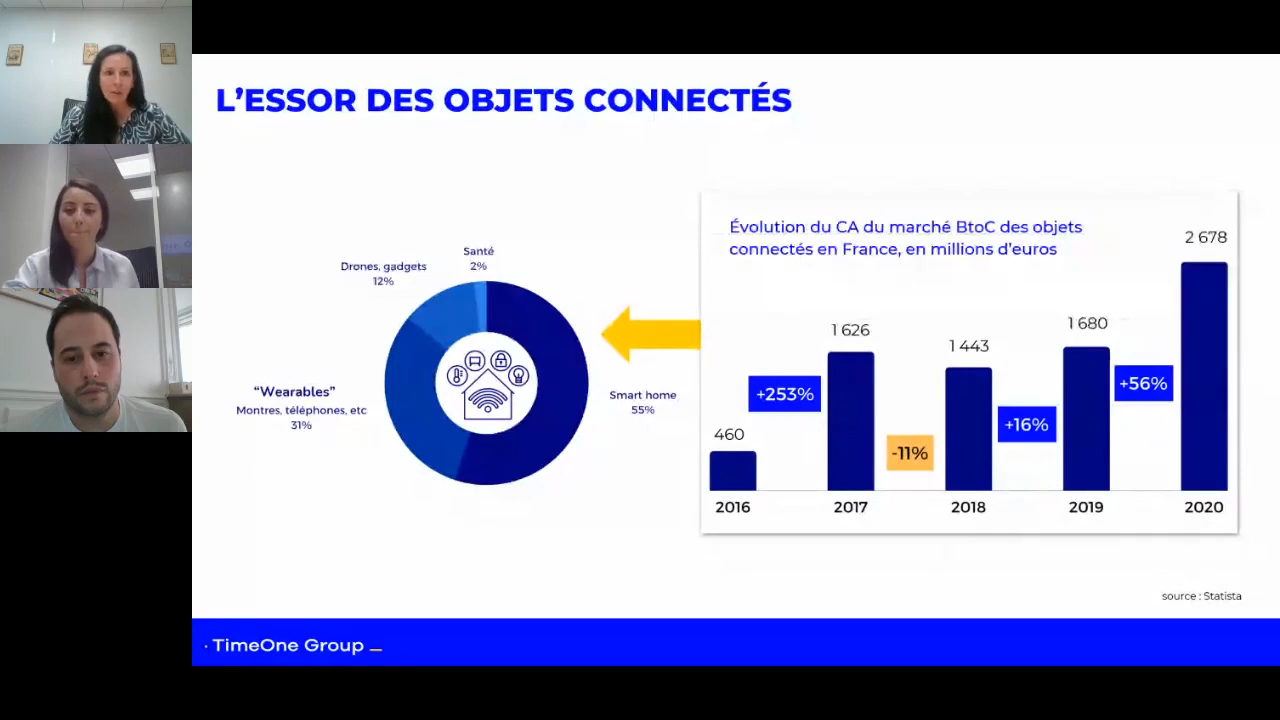 L'ESSOR DES OBJETS CONNECTÉS
Santé
2%
Drones, gadgets
12%
"Wearables"
Montres, téléphones, etc
31%
Smart home
55%
Évolution du CA du marché BtoC des objets
connectés en France, en millions d'euros
460
+253%
1 626
-11%
1 443
+16%
1 680
+56%
2 678
2016
2017
2018
2019
2020
source : Statista
· TimeOne Group _